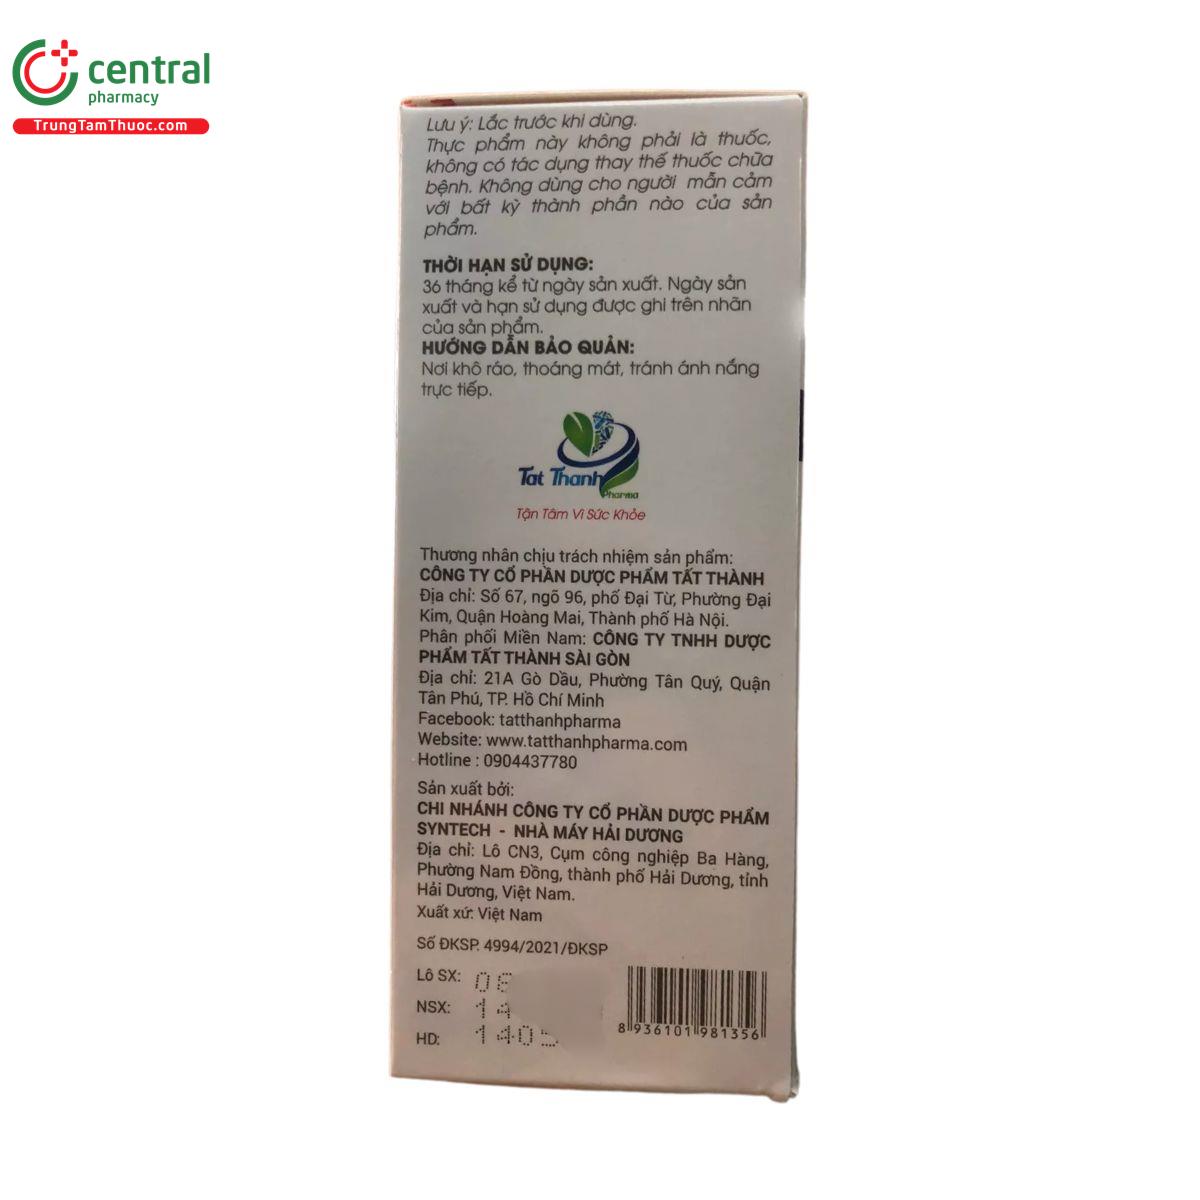 central
pharmacy
TrungTamThuoc.com
Lưu ý: Lắc trước khi dùng.
Thực phẩm này không phải là thuốc,
không có tác dụng thay thế thuốc chữa
bệnh. Không dùng cho người mẫn cảm
với bất kỳ thành phần nào của sản
phẩm.
THỜI HẠN SỬ DỤNG:
36 tháng kể từ ngày sản xuất. Ngày sản
xuất và hạn sử dụng được ghi trên nhãn
của sản phẩm.
HƯỚNG DẪN BẢO QUẢN:
Nơi khô ráo, thoáng mát, tránh ánh nắng
trực tiếp.
Tat Thanh
Pharma
Tận Tâm Vì Sức Khỏe
Thương nhân chịu trách nhiệm sản phẩm:
CÔNG TY CỔ PHẦN DƯỢC PHẨM TẤT THÀNH
Địa chỉ: Số 67, ngõ 96, phố Đại Từ, Phường Đại
Kim, Quận Hoàng Mai, Thành phố Hà Nội.
Phân phối Miền Nam: CÔNG TY TNHH DƯỢC
PHẨM TẤT THÀNH SÀI GÒN
Địa chỉ: 21A Gò Dầu, Phường Tân Quý, Quận
Tân Phú, TP. Hồ Chí Minh
Facebook: tatthanhpharma
Website: www.tatthanhpharma.com
Hotline : 0904437780
Sản xuất bởi:
CHI NHÁNH CÔNG TY CỔ PHẦN DƯỢC PHẨM
SYNTECH - NHÀ MÁY HẢI DƯƠNG
Địa chỉ: Lô CN3, Cụm công nghiệp Ba Hàng,
Phường Nam Đồng, thành phố Hải Dương, tỉnh
Hải Dương, Việt Nam.
Xuất xứ: Việt Nam
Số ĐKSP. 4994/2021/ĐKSP
Lô SX:
NSX: 14
HD: 1405
8 936101 981356